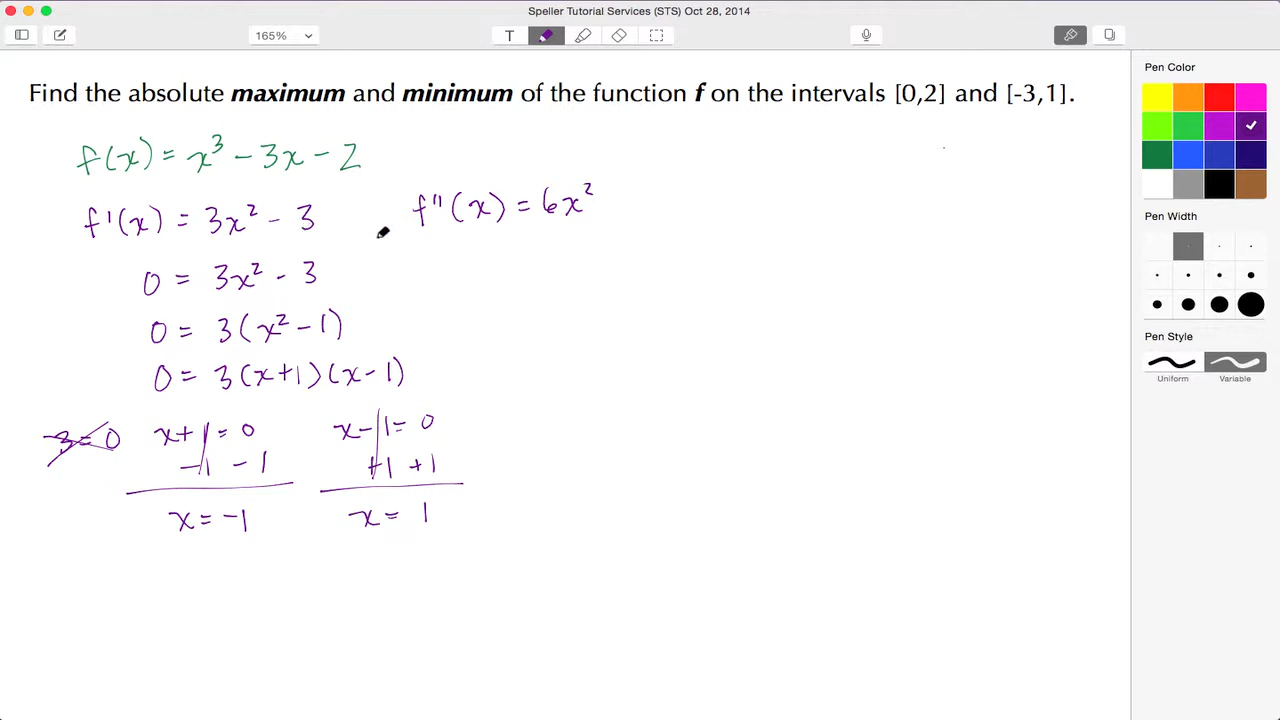 Speller Tutorial Services (STS) Oct 28, 2014
165%
T
Find the absolute maximum and minimum of the function f on the intervals [0,2] and [-3,1].
f(x) = x³ - 3x - 2
f'(x) = 3x² - 3
f"(x) = 6x²
0 = 3x² - 3
0 = 3(x² - 1)
0 = 3(x+1)(x-1)
3=0 x+1=0 x-1=0
-1 -1 +1 +1
x = -1 x = 1
Pen Color
Pen Width
Pen Style
Uniform Variable